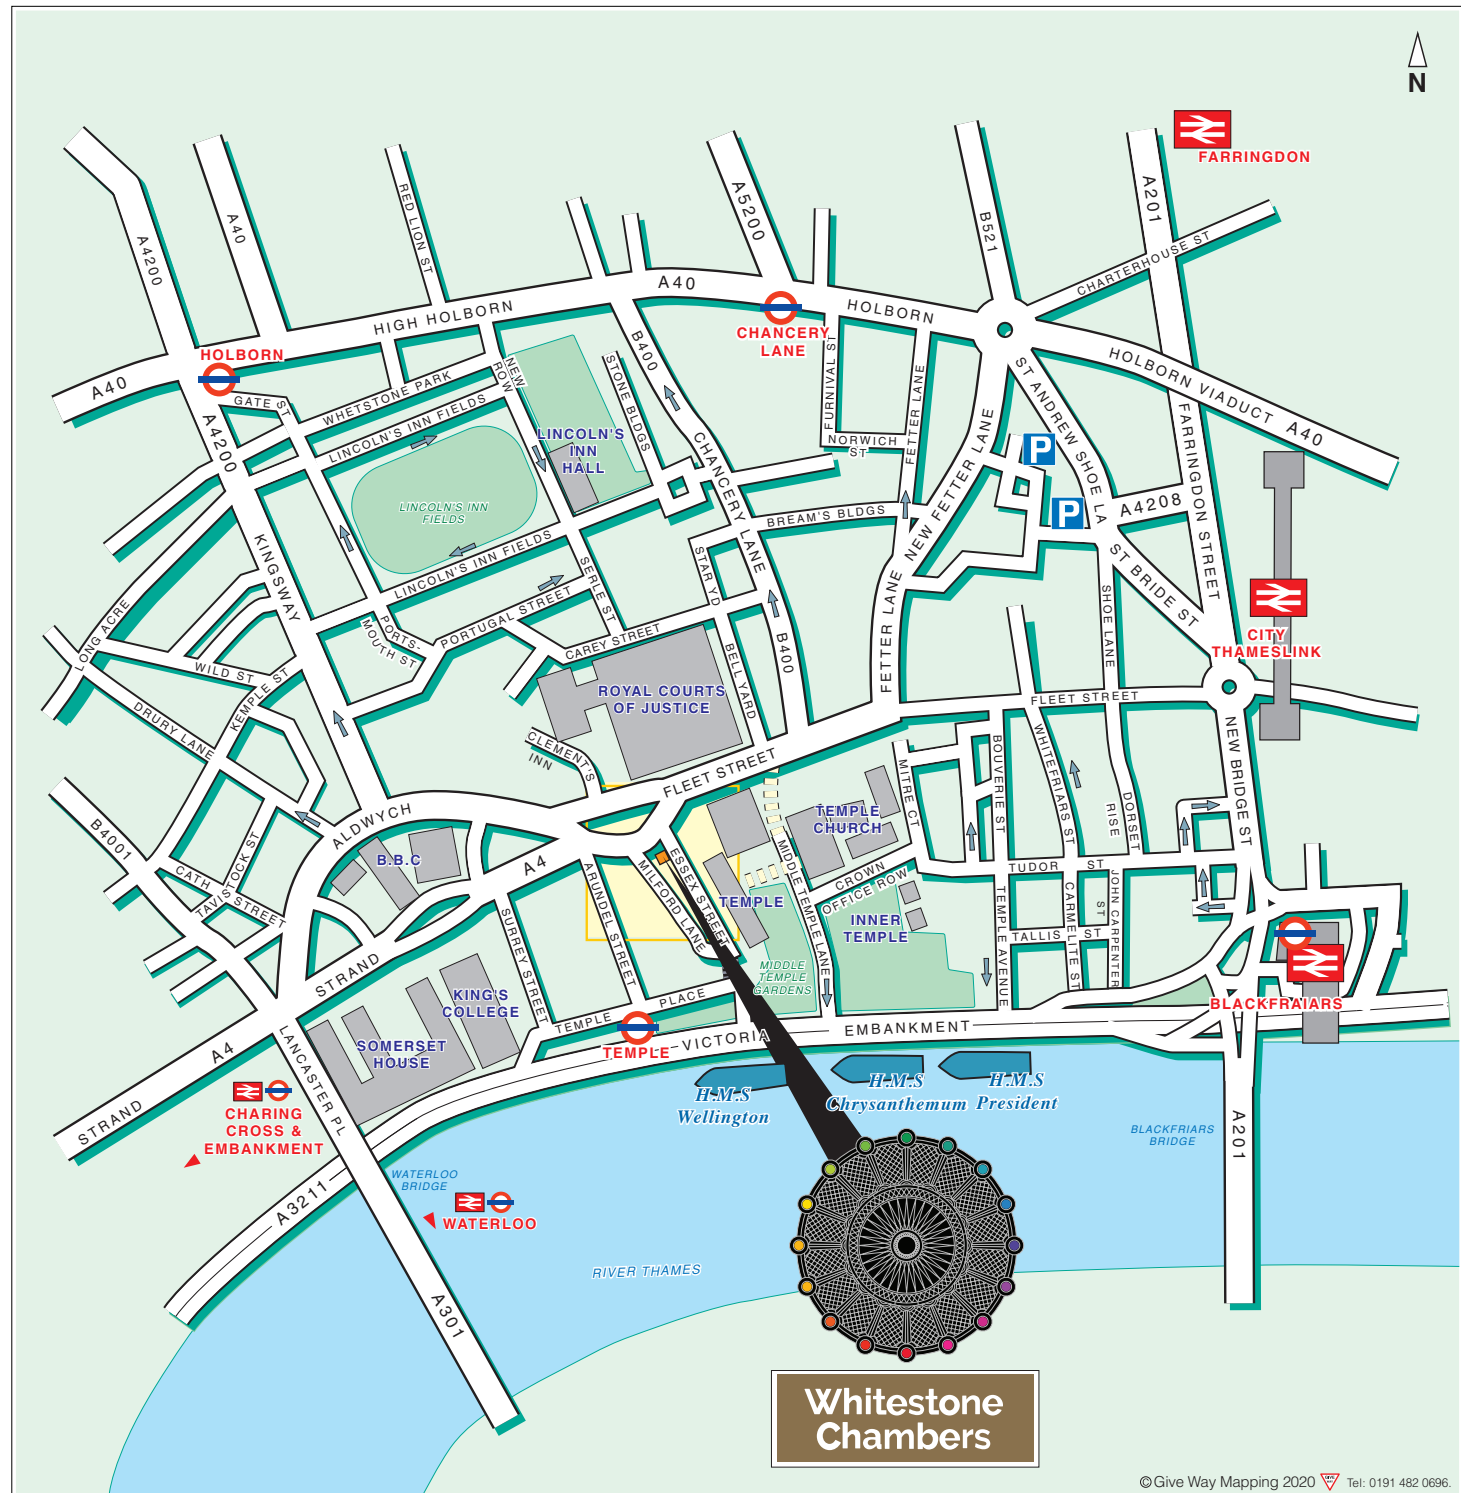 N
FARRINGDON
A4200
A40
RED LION ST
A5200
B521
A201
CHARTERHOUSE ST
A40
HIGH HOLBORN
HOLBORN
CHANCERY
LANE
HOLBORN
A40
GATE ST
WHETSTONE PARK
NEW
ROW
STONE BLDGS
B400
FURNIVAL ST
FETTER LANE
NORWICH
ST
ST ANDREW
HOLBORN VIADUCT
A40
A4200
LINCOLN'S INN FIELDS
LINCOLN'S
INN
HALL
LINCOLN'S INN
FIELDS
CHANCERY LANE
NEW FETTER LANE
P
P
SHOE LA
A4208
FARRINGDON STREET
BREAM'S BLDGS
KINGSWAY
LINCOLN'S INN FIELDS
STAR YD
SERLE ST
ST BRIDE ST
LONG ACRE
PORTS-
MOUTH ST
PORTUGAL STREET
CAREY STREET
FETTER LANE
SHOE LANE
CITY
THAMESLINK
WILD ST
KEMPLE ST
BELL YARD
B400
ROYAL COURTS
OF JUSTICE
FLEET STREET
DRURY LANE
CLEMENT'S
INN
FLEET STREET
MITRE CT
BOUVERIE ST
WHITEFRIARS ST
DORSET
RISE
NEW BRIDGE ST
B4001
ALDWYCH
TEMPLE
CHURCH
B.B.C
A4
CATH
STREET
TAVISTOCK ST
ARUNDEL STREET
MILFORD LANE
ESSEX STREET
MIDDLE TEMPLE LANE
CROWN
OFFICE ROW
TUDOR ST
TEMPLE
INNER
TEMPLE
TEMPLE AVENUE
CARMELITE ST
JOHN CARPENTER
ST
TALLIS ST
SURREY STREET
STRAND
MIDDLE
TEMPLE
GARDENS
KING'S
COLLEGE
TEMPLE PLACE
BLACKFRAIARS
SOMERSET
HOUSE
TEMPLE
VICTORIA EMBANKMENT
A4
LANCASTER PL
STRAND
CHARING
CROSS &
EMBANKMENT
H.M.S
Wellington
H.M.S
Chrysanthemum
H.M.S
President
BLACKFRIARS
BRIDGE
A201
WATERLOO
BRIDGE
A3211
WATERLOO
RIVER THAMES
A301
Whitestone
Chambers
© Give Way Mapping 2020 GIVE WAY Tel: 0191 482 0696.